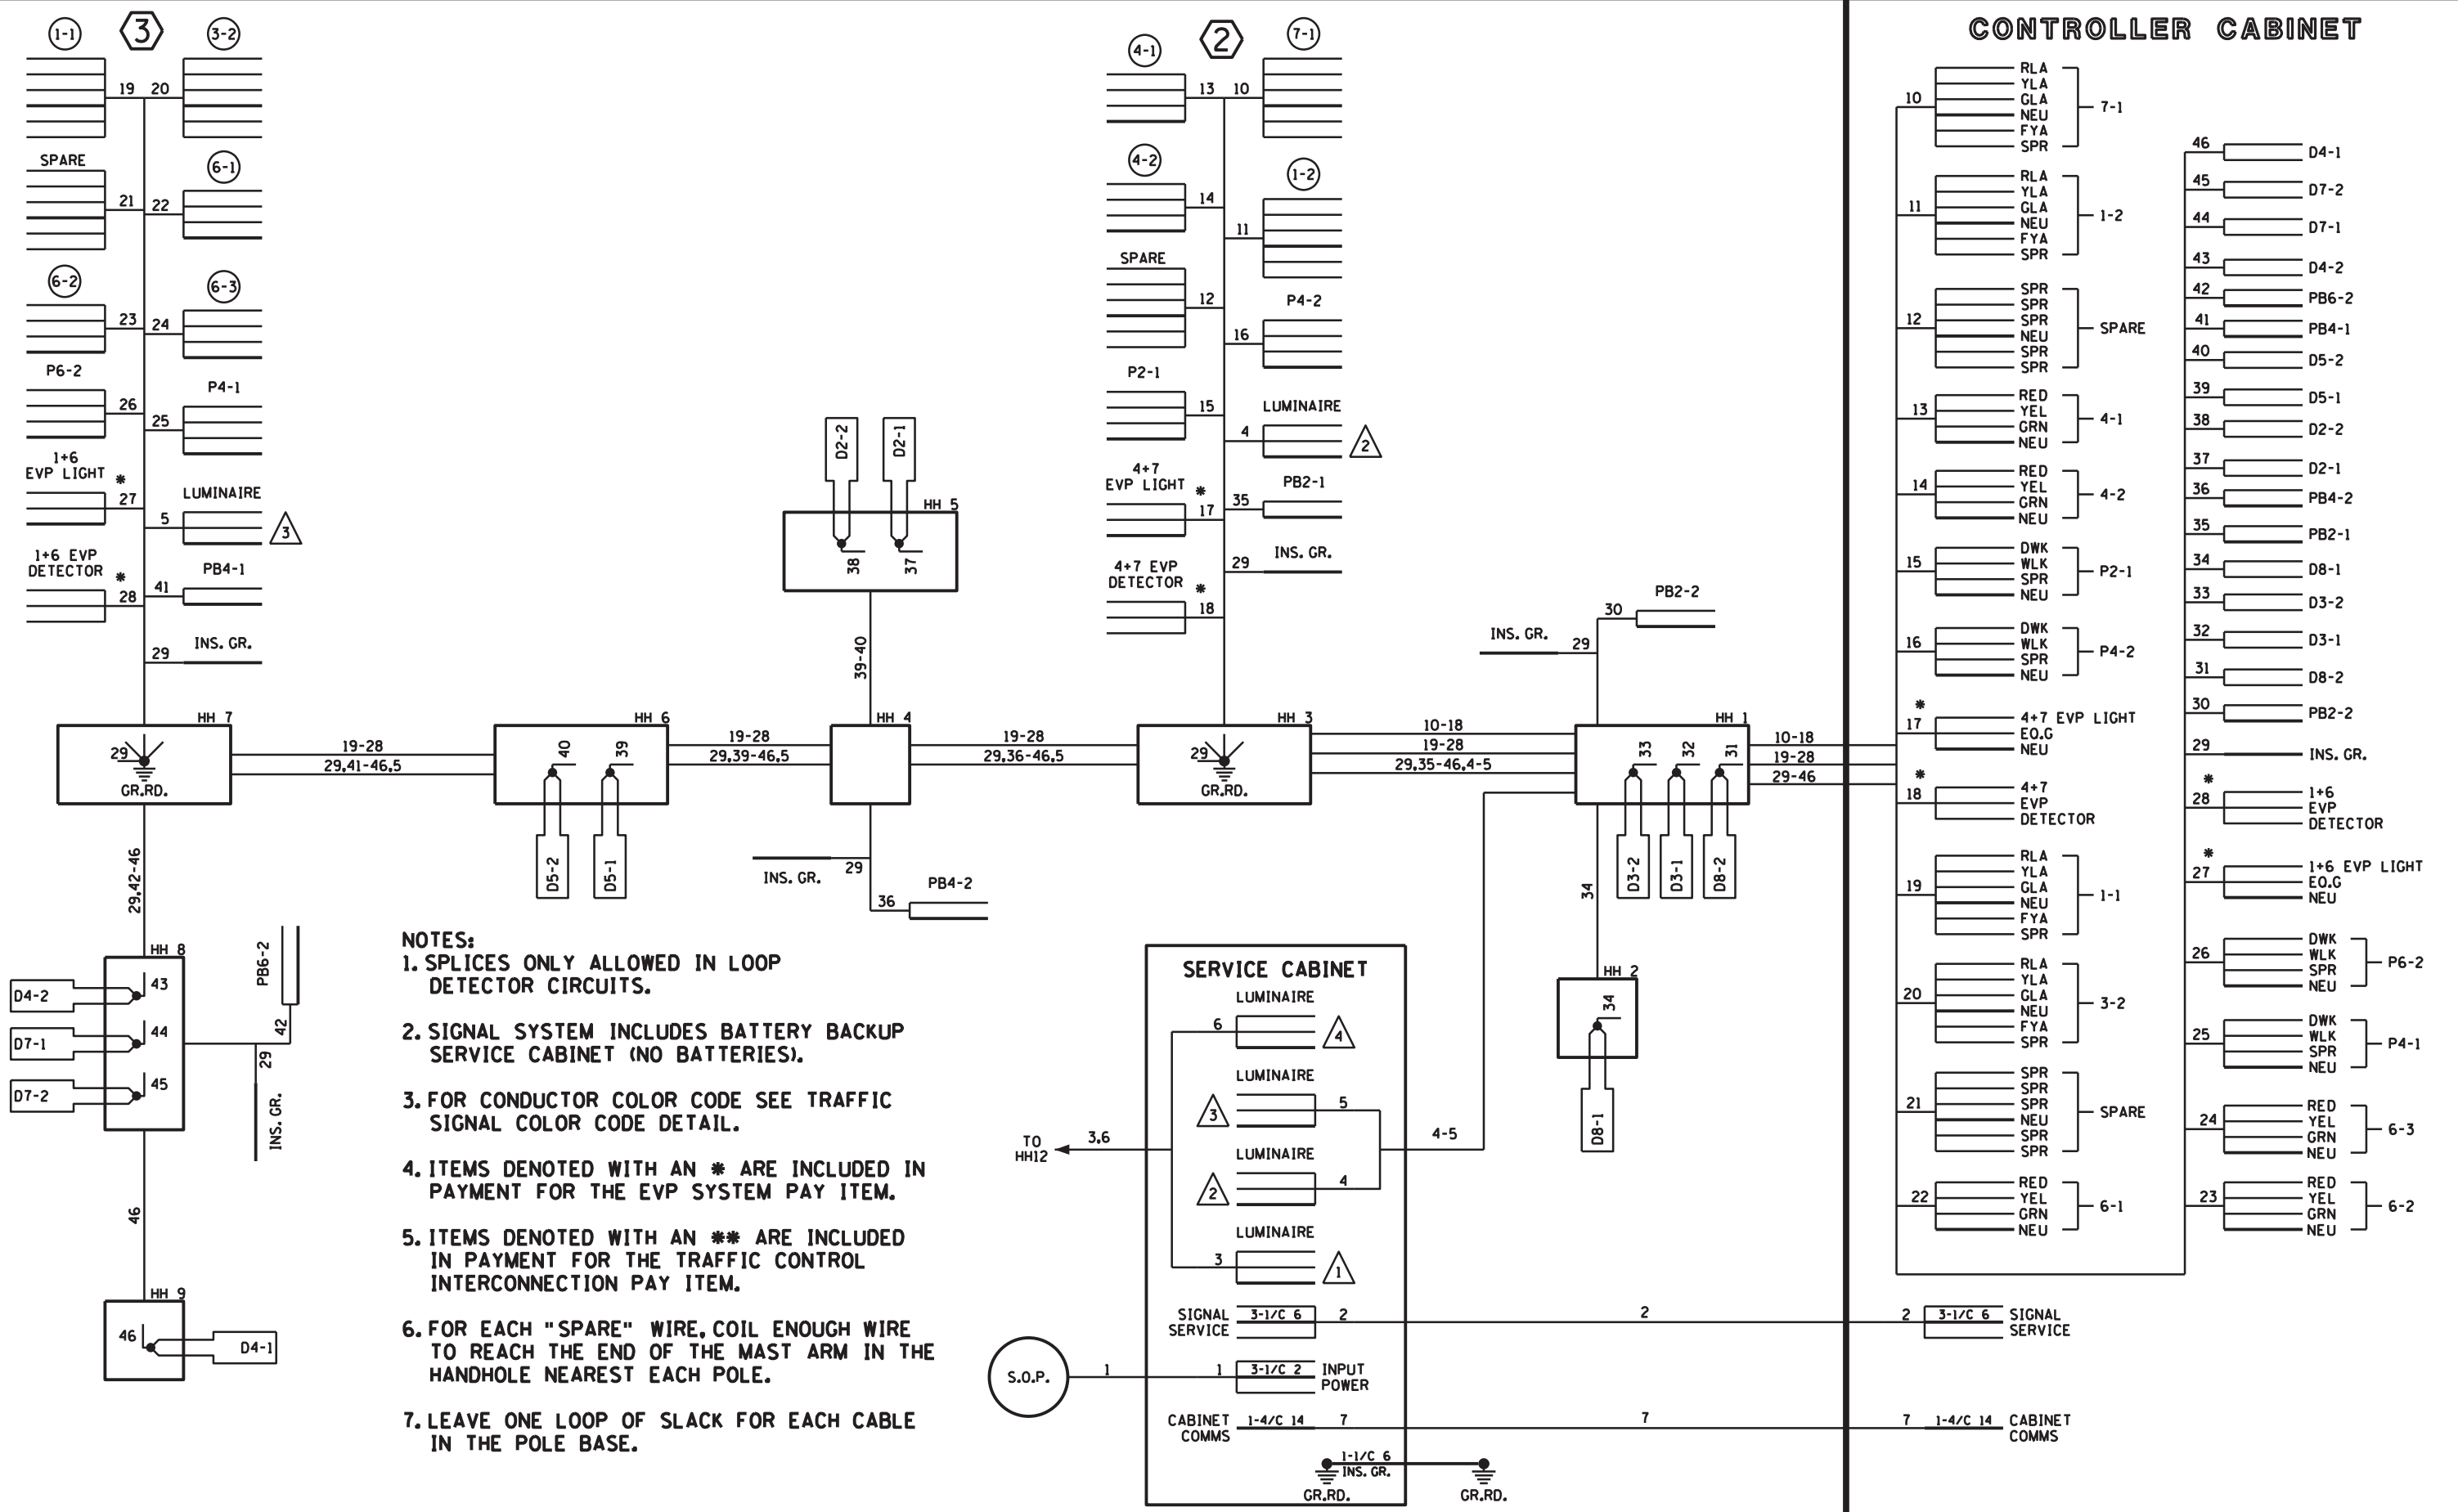 1-1
3
3-2
19 20
SPARE
6-1
21
22
6-2
6-3
23
24
P6-2
P4-1
26
25
1+6
EVP LIGHT *
27
LUMINAIRE
5
3
1+6 EVP
DETECTOR *
28
PB4-1
41
INS. GR.
29
HH 7
29
GR.RD.
19-28
29,41-46,5
HH 6
40
39
D5-2
D5-1
19-28
29,39-46,5
HH 4
D2-2
D2-1
HH 5
38
37
39-40
29
INS. GR.
36
PB4-2
19-28
29,36-46,5
29,42-46
HH 8
D4-2
43
D7-1
44
D7-2
45
PB6-2
42
29
INS. GR.
46
HH 9
46
D4-1
4-1
2
7-1
13 10
4-2
1-2
14
11
SPARE
12
P4-2
16
P2-1
15
LUMINAIRE
4
2
4+7
EVP LIGHT *
17
PB2-1
35
4+7 EVP
DETECTOR *
18
INS. GR.
29
HH 3
29
GR.RD.
10-18
19-28
29,35-46,4-5
PB2-2
30
INS. GR.
29
HH 1
33
32
31
D3-2
D3-1
D8-2
34
HH 2
34
D8-1
10-18
19-28
29-46
NOTES:
1. SPLICES ONLY ALLOWED IN LOOP
DETECTOR CIRCUITS.
2. SIGNAL SYSTEM INCLUDES BATTERY BACKUP
SERVICE CABINET (NO BATTERIES).
3. FOR CONDUCTOR COLOR CODE SEE TRAFFIC
SIGNAL COLOR CODE DETAIL.
4. ITEMS DENOTED WITH AN * ARE INCLUDED IN
PAYMENT FOR THE EVP SYSTEM PAY ITEM.
5. ITEMS DENOTED WITH AN ** ARE INCLUDED
IN PAYMENT FOR THE TRAFFIC CONTROL
INTERCONNECTION PAY ITEM.
6. FOR EACH "SPARE" WIRE, COIL ENOUGH WIRE
TO REACH THE END OF THE MAST ARM IN THE
HANDHOLE NEAREST EACH POLE.
7. LEAVE ONE LOOP OF SLACK FOR EACH CABLE
IN THE POLE BASE.
SERVICE CABINET
LUMINAIRE
6
4
LUMINAIRE
3
5
TO
HH12
3,6
4-5
LUMINAIRE
2
4
LUMINAIRE
3
1
SIGNAL
SERVICE
3-1/C 6
2
2
2
3-1/C 6
SIGNAL
SERVICE
S.O.P.
1
1
3-1/C 2
INPUT
POWER
CABINET
COMMS
1-4/C 14
7
7
7
1-4/C 14
CABINET
COMMS
1-1/C 6
INS. GR.
GR.RD.
GR.RD.
CONTROLLER CABINET
10
RLA
YLA
GLA
NEU
FYA
SPR
7-1
11
RLA
YLA
GLA
NEU
FYA
SPR
1-2
12
SPR
SPR
SPR
NEU
SPR
SPR
SPARE
13
RED
YEL
GRN
NEU
4-1
14
RED
YEL
GRN
NEU
4-2
15
DWK
WLK
SPR
NEU
P2-1
16
DWK
WLK
SPR
NEU
P4-2
*
17
4+7 EVP LIGHT
EO.G
NEU
*
18
4+7
EVP
DETECTOR
19
RLA
YLA
GLA
NEU
FYA
SPR
1-1
20
RLA
YLA
GLA
NEU
FYA
SPR
3-2
21
SPR
SPR
SPR
NEU
SPR
SPR
SPARE
22
RED
YEL
GRN
NEU
6-1
46 D4-1
45 D7-2
44 D7-1
43 D4-2
42 PB6-2
41 PB4-1
40 D5-2
39 D5-1
38 D2-2
37 D2-1
36 PB4-2
35 PB2-1
34 D8-1
33 D3-2
32 D3-1
31 D8-2
30 PB2-2
29 INS. GR.
*
28
1+6
EVP
DETECTOR
*
27
1+6 EVP LIGHT
EO.G
NEU
26
DWK
WLK
SPR
NEU
P6-2
25
DWK
WLK
SPR
NEU
P4-1
24
RED
YEL
GRN
NEU
6-3
23
RED
YEL
GRN
NEU
6-2